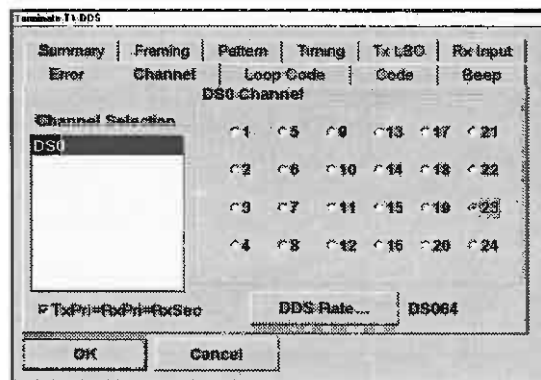 Terminate T1-DDS
Summary Framing Pattern Timing Tx LBO Rx Input
Error Channel Loop Code Code Beep
DS0 Channel
Channel Selection
DS0
1 5 9 13 17 21
2 6 10 14 18 22
3 7 11 15 19 23
4 8 12 16 20 24
TxPri=RxPri=RxSec
DDS Rate... DS064
OK Cancel